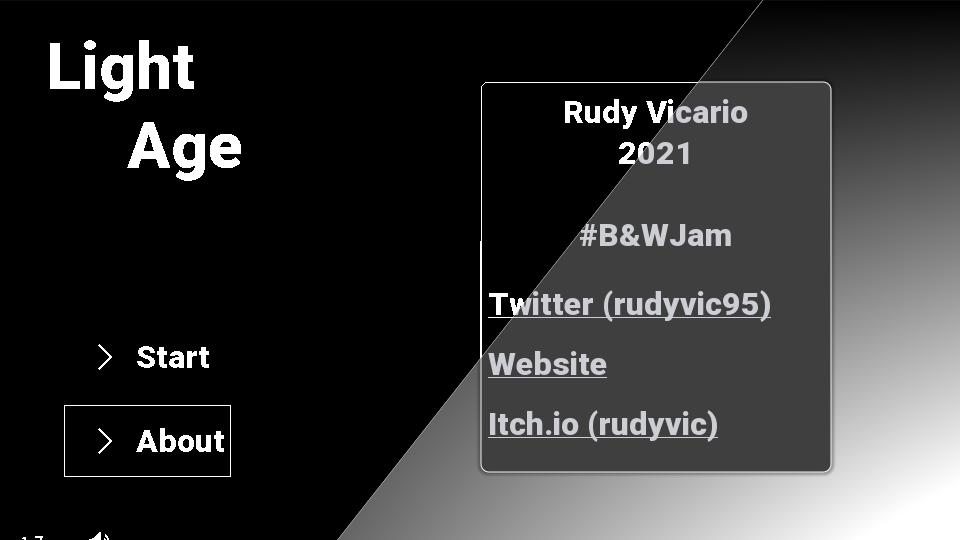 Light
Age
Rudy Vicario
2021
#B&WJam
Twitter (rudyvic95)
Website
Itch.io (rudyvic)
Start
About